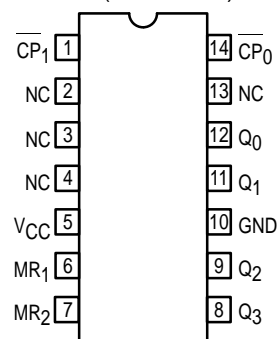 CP1 1 14 CP0
NC 2 13 NC
NC 3 12 Q0
NC 4 11 Q1
VCC 5 10 GND
MR1 6 9 Q2
MR2 7 8 Q3